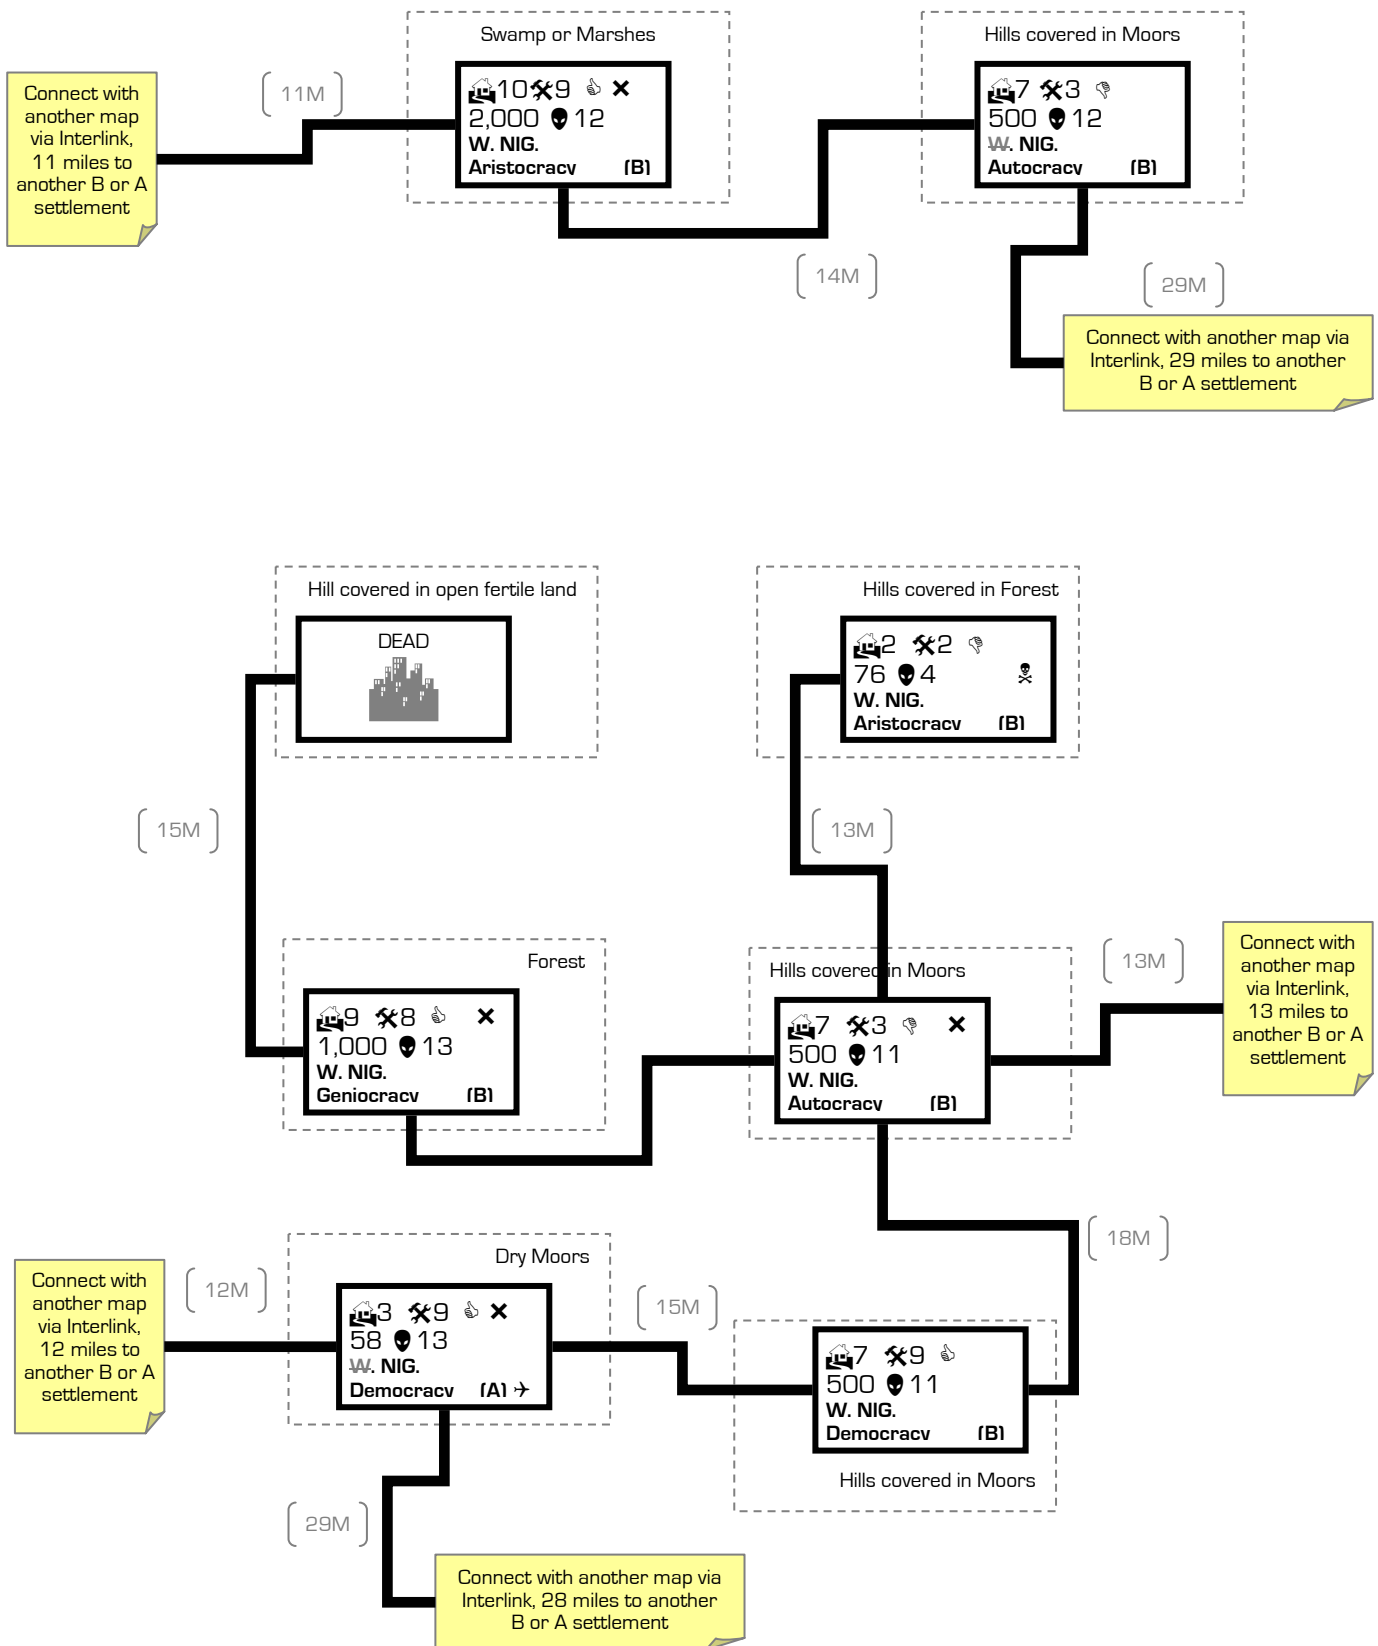 Swamp or Marshes
10 9
2,000 12
W. NIG.
Aristocracy (B)
Hills covered in Moors
7 3
500 12
W. NIG.
Autocracy (B)
Connect with
another map
via Interlink,
11 miles to
another B or A
settlement
11M
14M
29M
Connect with another map via
Interlink, 29 miles to another
B or A settlement
Hill covered in open fertile land
DEAD
Hills covered in Forest
2 2
76 4
W. NIG.
Aristocracy (B)
15M
13M
Forest
9 8
1,000 13
W. NIG.
Geniocracy (B)
Hills covered in Moors
7 3
500 11
W. NIG.
Autocracy (B)
13M
Connect with
another map
via Interlink,
13 miles to
another B or A
settlement
18M
Connect with
another map
via Interlink,
12 miles to
another B or A
settlement
12M
Dry Moors
3 9
58 13
W. NIG.
Democracy (A)
15M
7 9
500 11
W. NIG.
Democracy (B)
Hills covered in Moors
29M
Connect with another map via
Interlink, 28 miles to another
B or A settlement